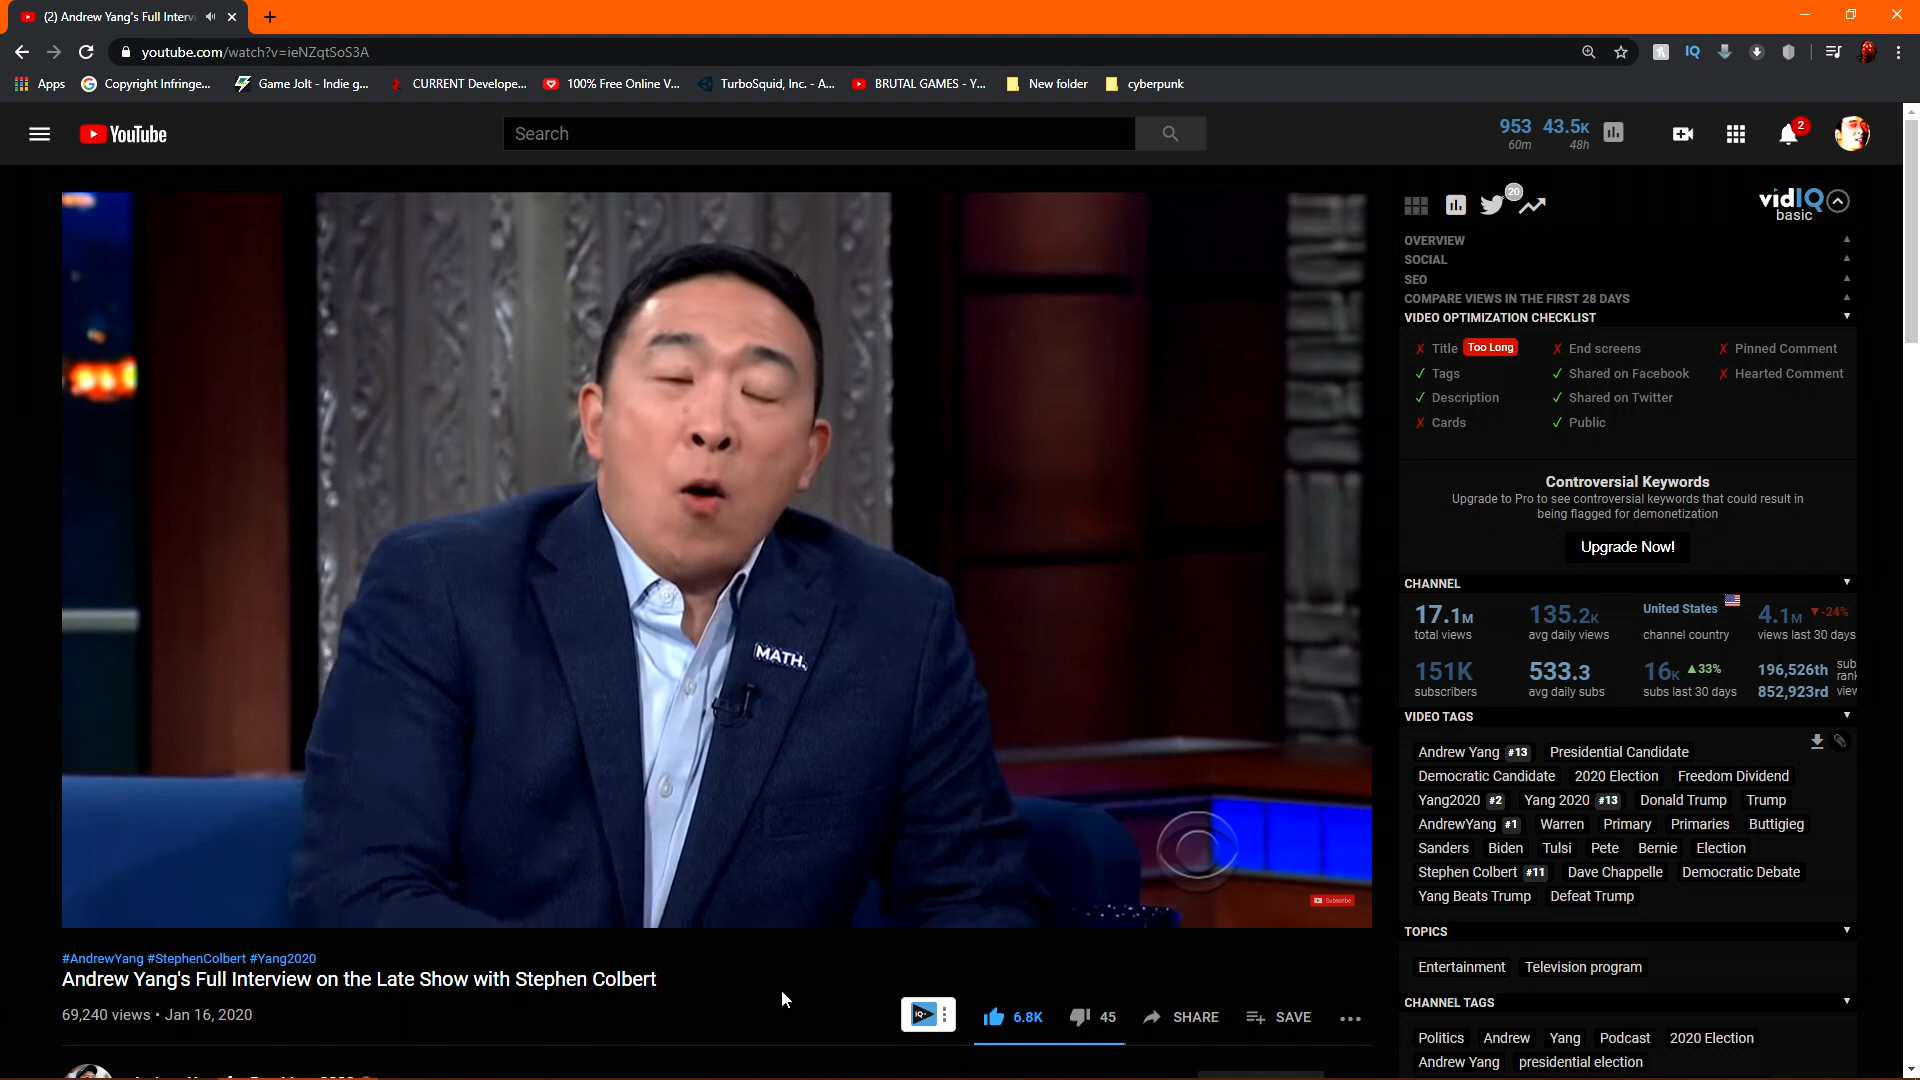 (2) Andrew Yang's Full Intervi
youtube.com/watch?v=ieNZqtSoS3A
Apps
Copyright Infringe...
Game Jolt - Indie g...
CURRENT Develope...
100% Free Online V...
TurboSquid, Inc. - A...
BRUTAL GAMES - Y...
New folder
cyberpunk
YouTube
Search
953 43.5K
60m 48h
2
20
vidIQ
basic
OVERVIEW
SOCIAL
SEO
COMPARE VIEWS IN THE FIRST 28 DAYS
VIDEO OPTIMIZATION CHECKLIST
✗ Title Too Long ✗ End screens ✗ Pinned Comment
✓ Tags ✓ Shared on Facebook ✗ Hearted Comment
✓ Description ✓ Shared on Twitter
✗ Cards ✓ Public
Controversial Keywords
Upgrade to Pro to see controversial keywords that could result in
being flagged for demonetization
Upgrade Now!
CHANNEL
17.1M 135.2K United States 4.1M ▼-24%
total views avg daily views channel country views last 30 days
151K 533.3 16K ▲33% 196,526th sub rank
subscribers avg daily subs subs last 30 days 852,923rd view
VIDEO TAGS
Andrew Yang #13 Presidential Candidate
Democratic Candidate 2020 Election Freedom Dividend
Yang2020 #2 Yang 2020 #13 Donald Trump Trump
AndrewYang #1 Warren Primary Primaries Buttigieg
Sanders Biden Tulsi Pete Bernie Election
Stephen Colbert #11 Dave Chappelle Democratic Debate
Yang Beats Trump Defeat Trump
TOPICS
Entertainment Television program
CHANNEL TAGS
Politics Andrew Yang Podcast 2020 Election
Andrew Yang presidential election
MATH.
Subscribe
#AndrewYang #StephenColbert #Yang2020
Andrew Yang's Full Interview on the Late Show with Stephen Colbert
69,240 views • Jan 16, 2020
IQ 6.8K 45 SHARE SAVE